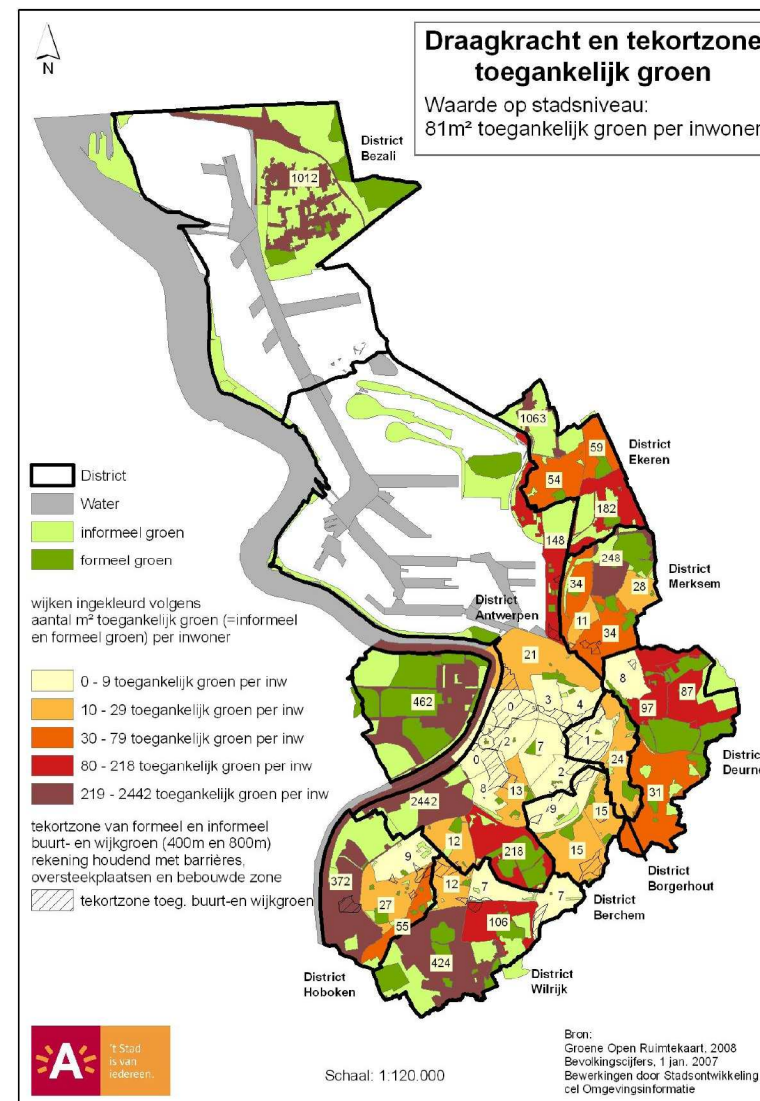 Draagkracht en tekortzone
toegankelijk groen
Waarde op stadsniveau:
81m² toegankelijk groen per inwoner
N
District
Bezali
1012
1063
59
District
Ekeren
54
182
148
248
District
Merksem
34
28
District
Antwerpen
11
34
21
8
87
97
462
3
0
4
2
7
1
24
District
Deurne
0
2
31
8
13
2442
9
15
12
218
15
9
District
Borgerhout
372
12
7
7
District
Berchem
27
55
106
424
District
Wilrijk
District
Hoboken
District
Water
informeel groen
formeel groen
wijken ingekleurd volgens
aantal m² toegankelijk groen (=informeel
en formeel groen) per inwoner
0 - 9 toegankelijk groen per inw
10 - 29 toegankelijk groen per inw
30 - 79 toegankelijk groen per inw
80 - 218 toegankelijk groen per inw
219 - 2442 toegankelijk groen per inw
tekortzone van formeel en informeel
buurt- en wijkgroen (400m en 800m)
rekening houdend met barrières,
oversteekplaatsen en bebouwde zone
tekortzone toeg. buurt-en wijkgroen
A
't Stad
is van
iedereen.
Schaal: 1:120.000
Bron:
Groene Open Ruimtekaart, 2008
Bevolkingscijfers, 1 jan. 2007
Bewerkingen door Stadsontwikkeling
cel Omgevingsinformatie